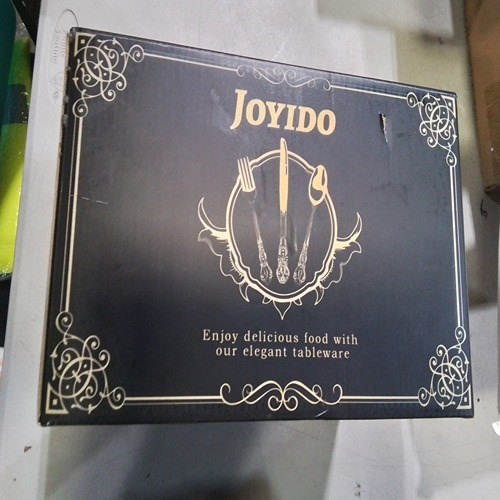 JOYIDO
Enjoy delicious food with
our elegant tableware